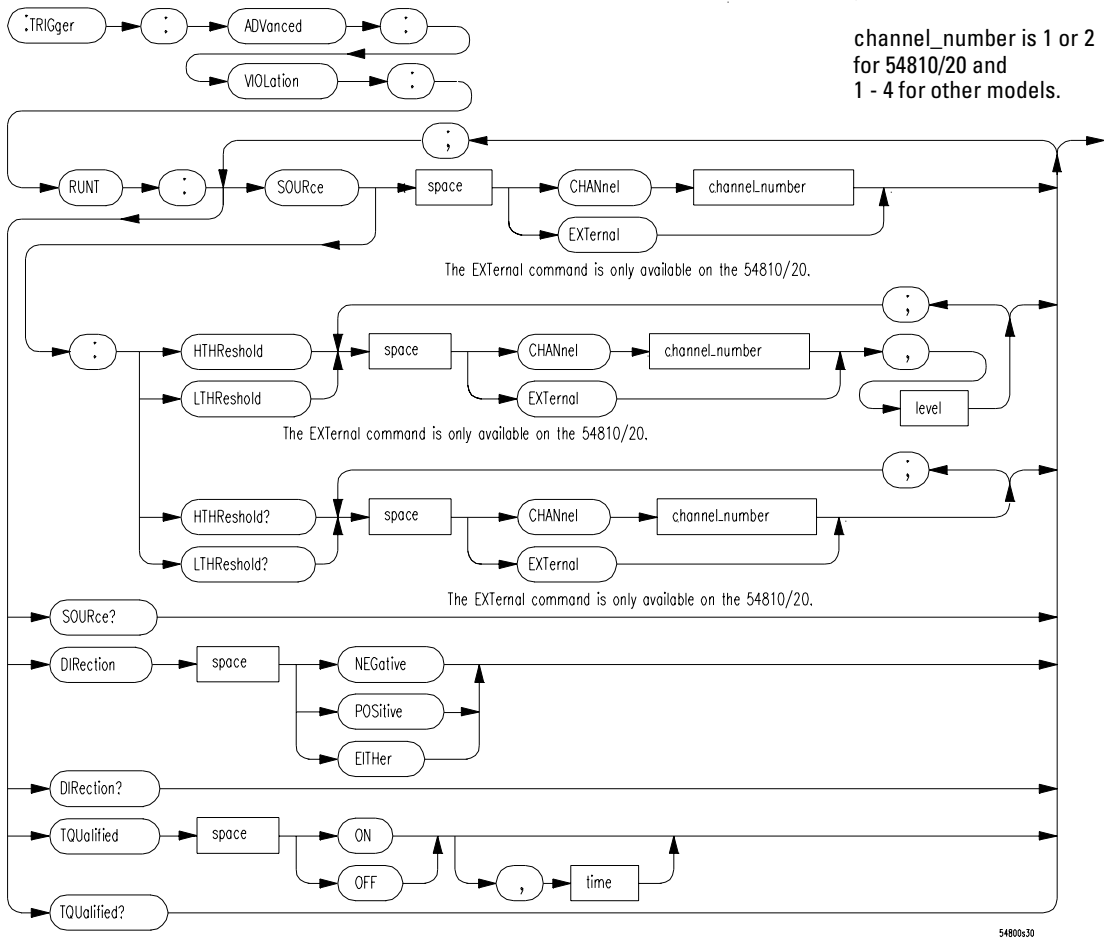 :TRIGger : ADVanced :
VIOLation :
channel_number is 1 or 2
for 54810/20 and
1 - 4 for other models.
;
RUNT : SOURce space CHANnel channel_number
EXTernal
The EXTernal command is only available on the 54810/20.
;
: HTHReshold space CHANnel channel_number ,
LTHReshold EXTernal level
The EXTernal command is only available on the 54810/20.
;
HTHReshold? space CHANnel channel_number
LTHReshold? EXTernal
The EXTernal command is only available on the 54810/20.
SOURce?
DIRection space NEGative
POSitive
EITHer
DIRection?
TQUalified space ON
OFF , time
TQUalified?
54800s30